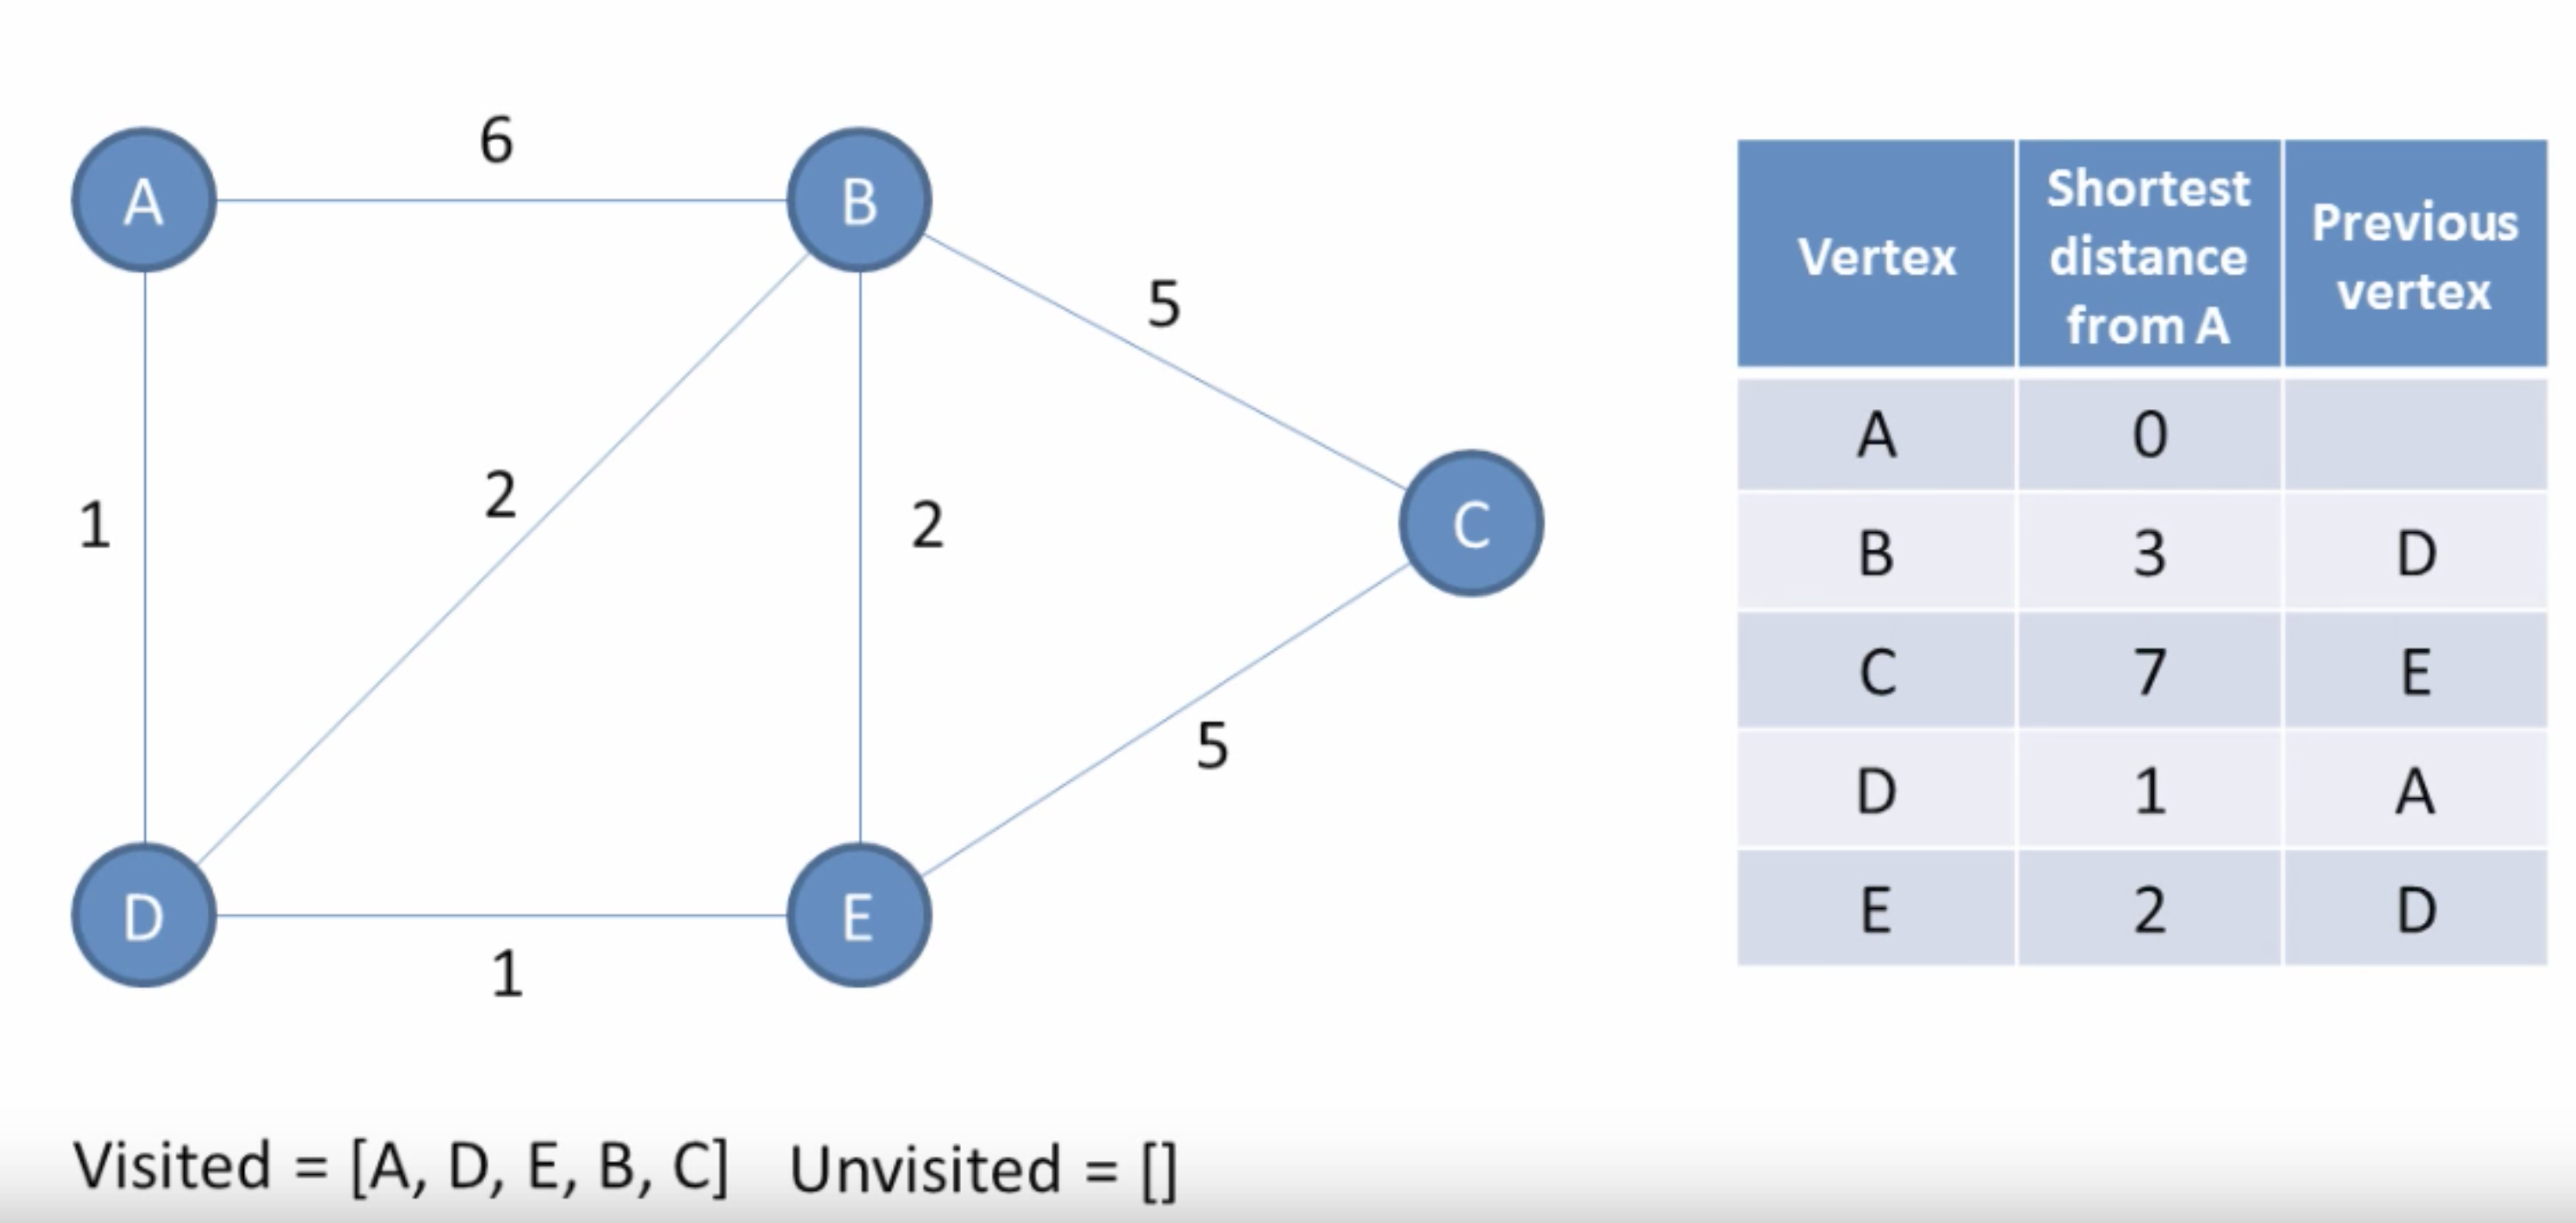 6
A
B
5
1
2
2
C
5
D
E
1
Vertex
Shortest
distance
from A
Previous
vertex
A 0
B 3 D
C 7 E
D 1 A
E 2 D
Visited = [A, D, E, B, C] Unvisited = []